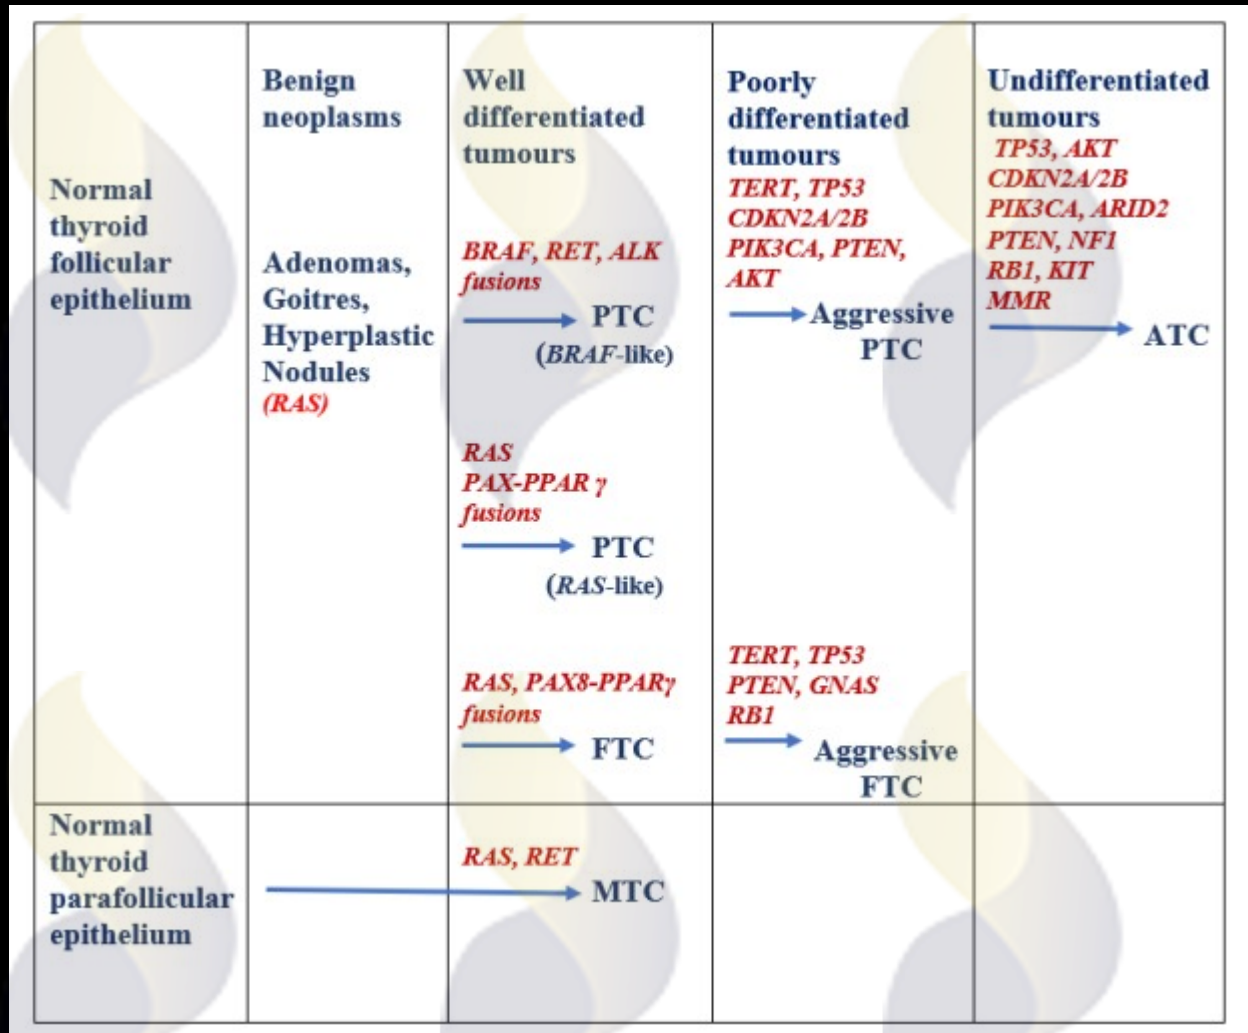 Normal
thyroid
follicular
epithelium
Benign
neoplasms
Adenomas,
Goitres,
Hyperplastic
Nodules
(RAS)
Well
differentiated
tumours
BRAF, RET, ALK
fusions
PTC
(BRAF-like)
RAS
PAX-PPAR γ
fusions
PTC
(RAS-like)
RAS, PAX8-PPARγ
fusions
FTC
Poorly
differentiated
tumours
TERT, TP53
CDKN2A/2B
PIK3CA, PTEN,
AKT
Aggressive
PTC
TERT, TP53
PTEN, GNAS
RB1
Aggressive
FTC
Undifferentiated
tumours
TP53, AKT
CDKN2A/2B
PIK3CA, ARID2
PTEN, NF1
RB1, KIT
MMR
ATC
Normal
thyroid
parafollicular
epithelium
RAS, RET
MTC